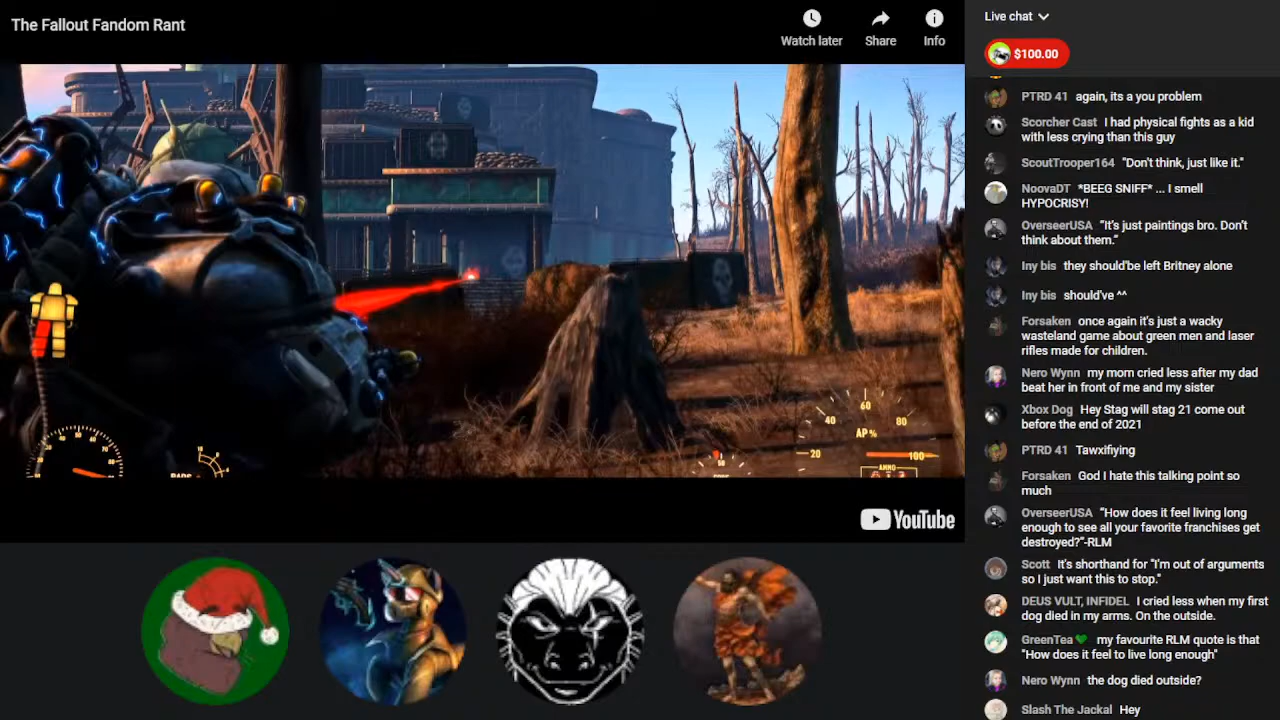 The Fallout Fandom Rant
Watch later
Share
Info
Live chat
$100.00
PTRD 41 again, its a you problem
Scorcher Cast I had physical fights as a kid
with less crying than this guy
ScoutTrooper164 "Don't think, just like it."
NoovaDT *BEEG SNIFF* ... I smell
HYPOCRISY!
OverseerUSA "It's just paintings bro. Don't
think about them."
Iny bis they should'be left Britney alone
Iny bis should've ^^
Forsaken once again it's just a wacky
wasteland game about green men and laser
rifles made for children.
Nero Wynn my mom cried less after my dad
beat her in front of me and my sister
Xbox Dog Hey Stag will stag 21 come out
before the end of 2021
PTRD 41 Tawxifiying
Forsaken God I hate this talking point so
much
OverseerUSA "How does it feel living long
enough to see all your favorite franchises get
destroyed?"-RLM
Scott It's shorthand for "I'm out of arguments
so I just want this to stop."
DEUS VULT, INFIDEL I cried less when my first
dog died in my arms. On the outside.
GreenTea💚 my favourite RLM quote is that
"How does it feel to live long enough"
Nero Wynn the dog died outside?
Slash The Jackal Hey
RADS
60
40
80
AP%
20
100
AMMO
YouTube